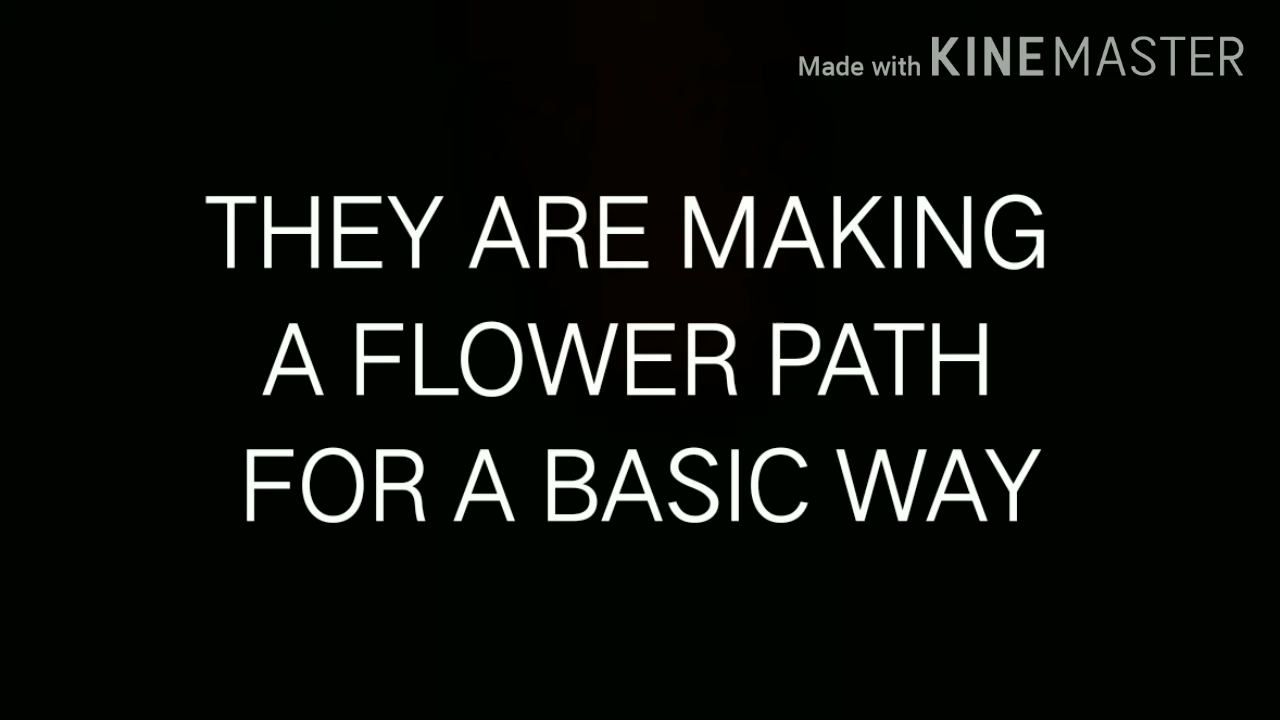 Made with KINEMASTER
THEY ARE MAKING
A FLOWER PATH
FOR A BASIC WAY